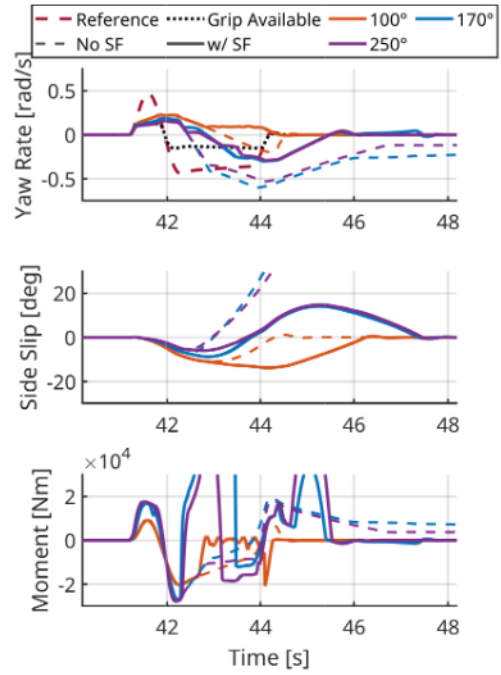 Reference Grip Available 100° 170°
No SF w/ SF 250°
Yaw Rate [rad/s]
0.5
0
-0.5
42 44 46 48
Side Slip [deg]
20
0
-20
42 44 46 48
×10⁴
Moment [Nm]
2
0
-2
42 44 46 48
Time [s]